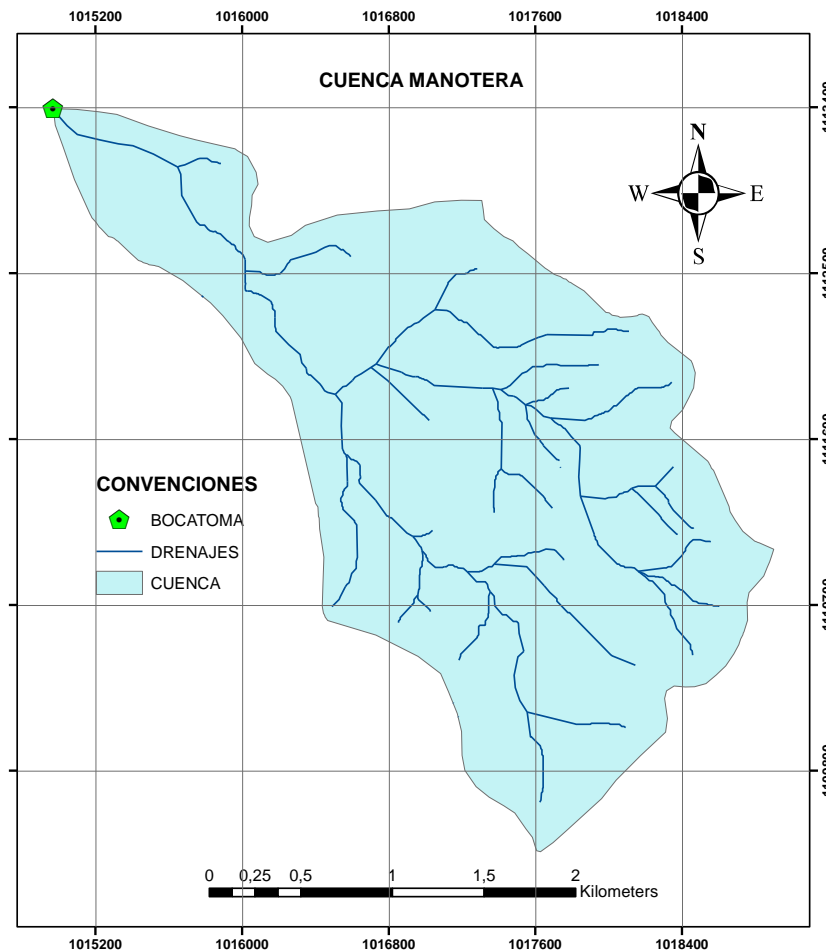 1015200 1016000 1016800 1017600 1018400
CUENCA MANOTERA
N
W E
S
CONVENCIONES
BOCATOMA
DRENAJES
CUENCA
0 0,25 0,5 1 1,5 2
Kilometers
1015200 1016000 1016800 1017600 1018400